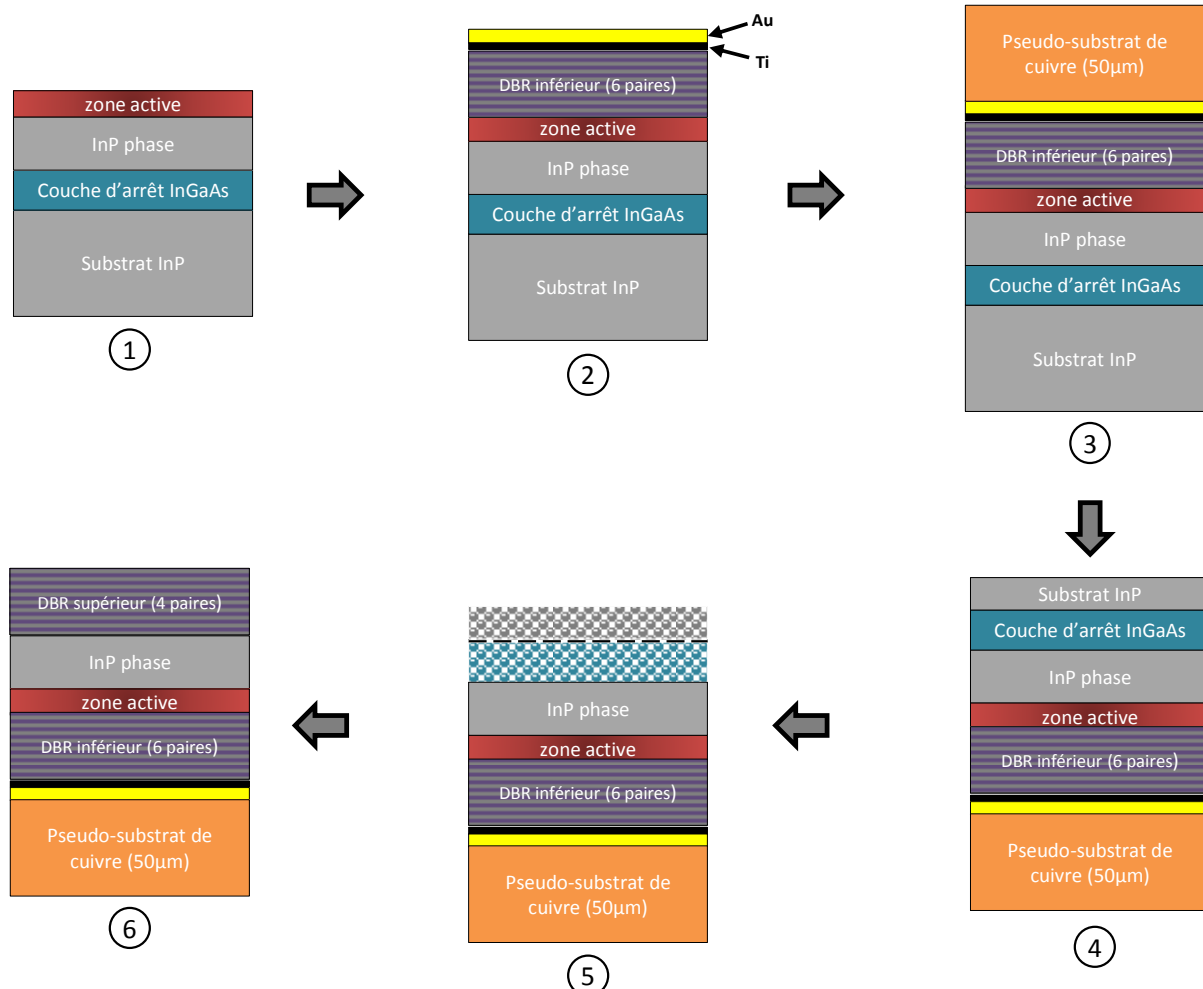 zone active
InP phase
Couche d'arrêt InGaAs
Substrat InP
1
Au
Ti
DBR inférieur (6 paires)
zone active
InP phase
Couche d'arrêt InGaAs
Substrat InP
2
Pseudo-substrat de
cuivre (50µm)
DBR inférieur (6 paires)
zone active
InP phase
Couche d'arrêt InGaAs
Substrat InP
3
Substrat InP
Couche d'arrêt InGaAs
InP phase
zone active
DBR inférieur (6 paires)
Pseudo-substrat de
cuivre (50µm)
4
InP phase
zone active
DBR inférieur (6 paires)
Pseudo-substrat de
cuivre (50µm)
5
DBR supérieur (4 paires)
InP phase
zone active
DBR inférieur (6 paires)
Pseudo-substrat de
cuivre (50µm)
6